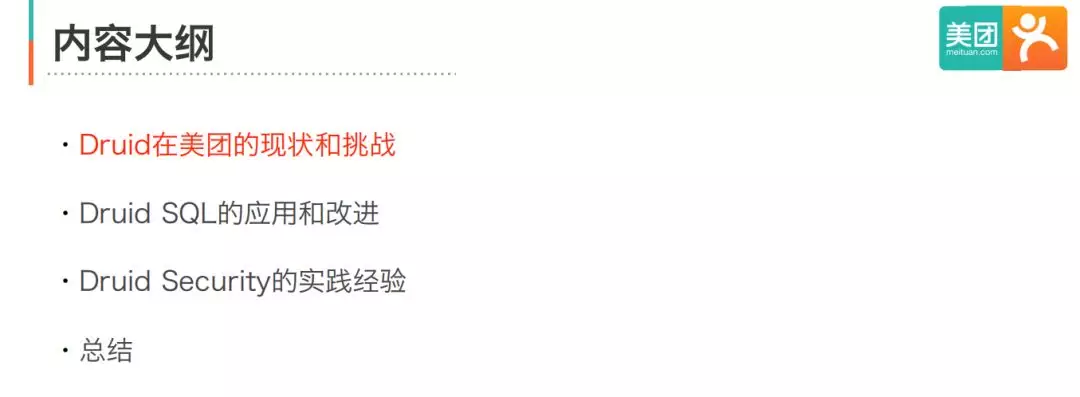 内容大纲
美团
meituan.com
·Druid在美团的现状和挑战
·Druid SQL的应用和改进
·Druid Security的实践经验
·总结